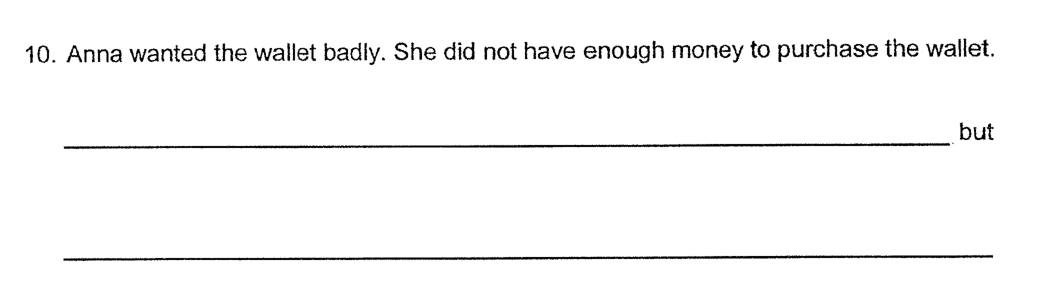 10. Anna wanted the wallet badly. She did not have enough money to purchase the wallet.
but